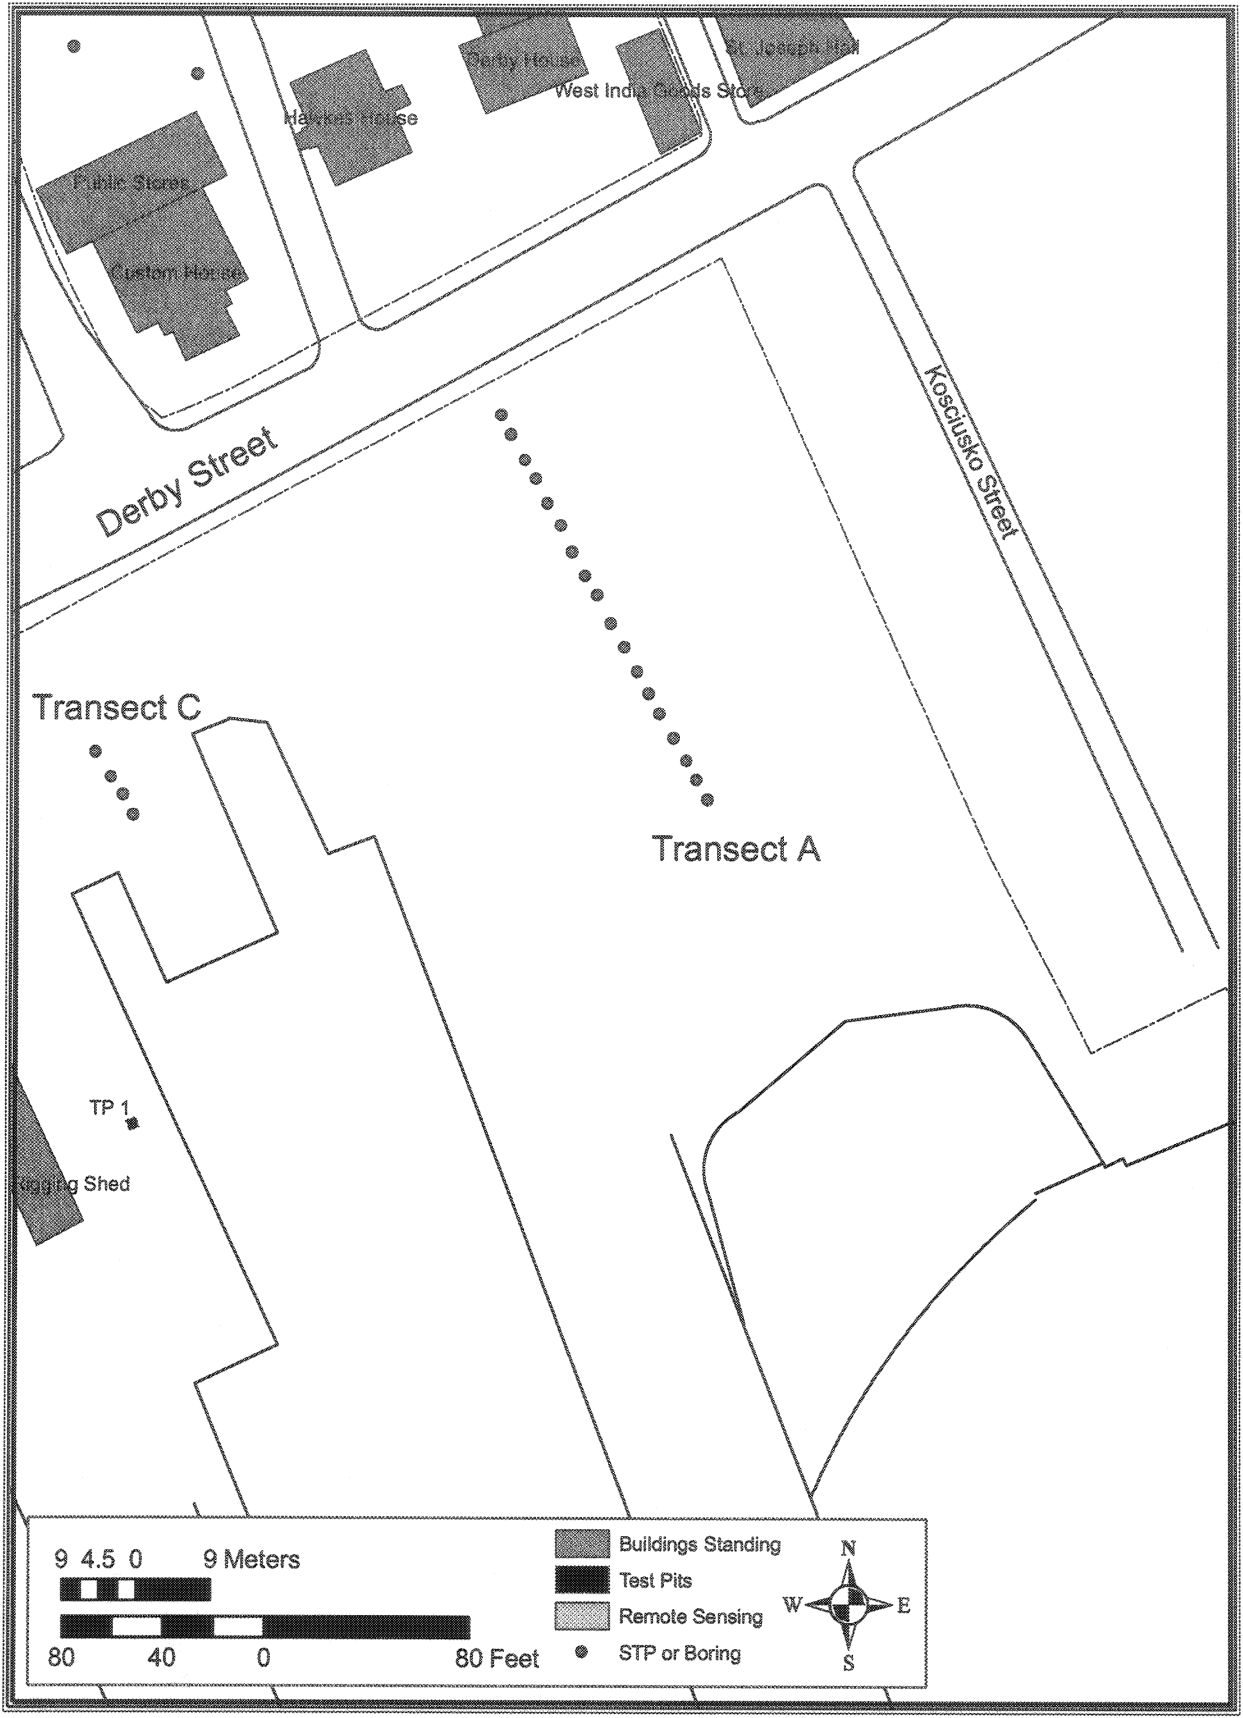 Derby House
St. Joseph Hall
West India Goods Store
Hawkes House
Public Stores
Custom House
Derby Street
Kosciusko Street
Transect C
Transect A
TP 1
Rigging Shed
9 4.5 0 9 Meters
80 40 0 80 Feet
Buildings Standing
Test Pits
Remote Sensing
STP or Boring
N
W E
S